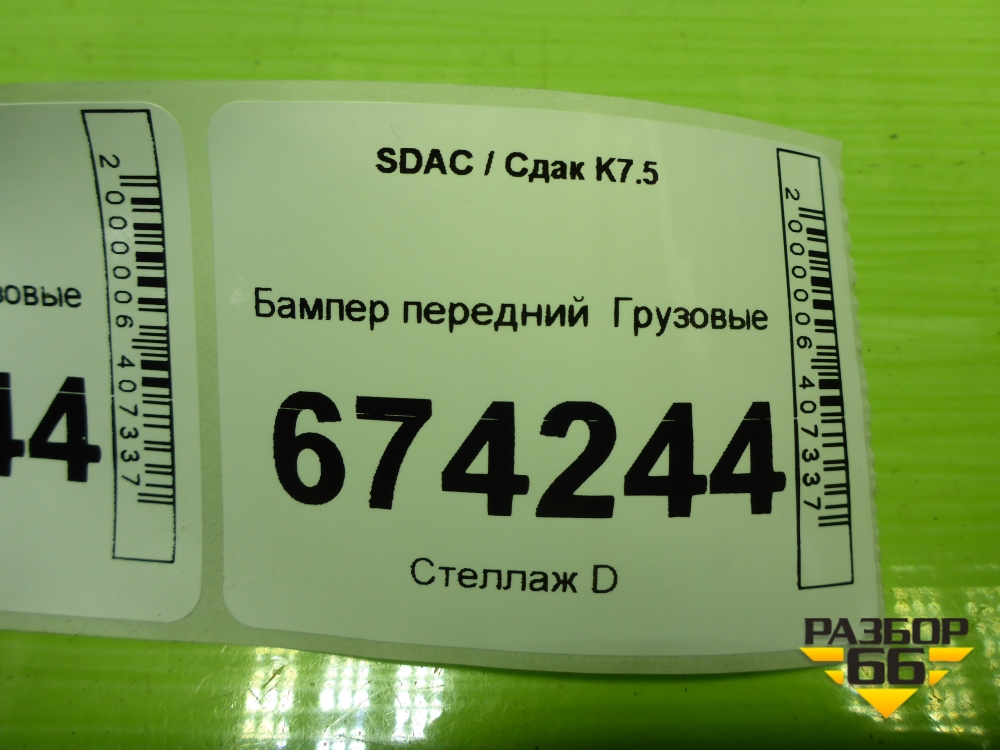 SDAC / Сдак K7.5
Бампер передний Грузовые
674244
Стеллаж D
2000006407337
зовые
44
2000006407337
РАЗБОР
66